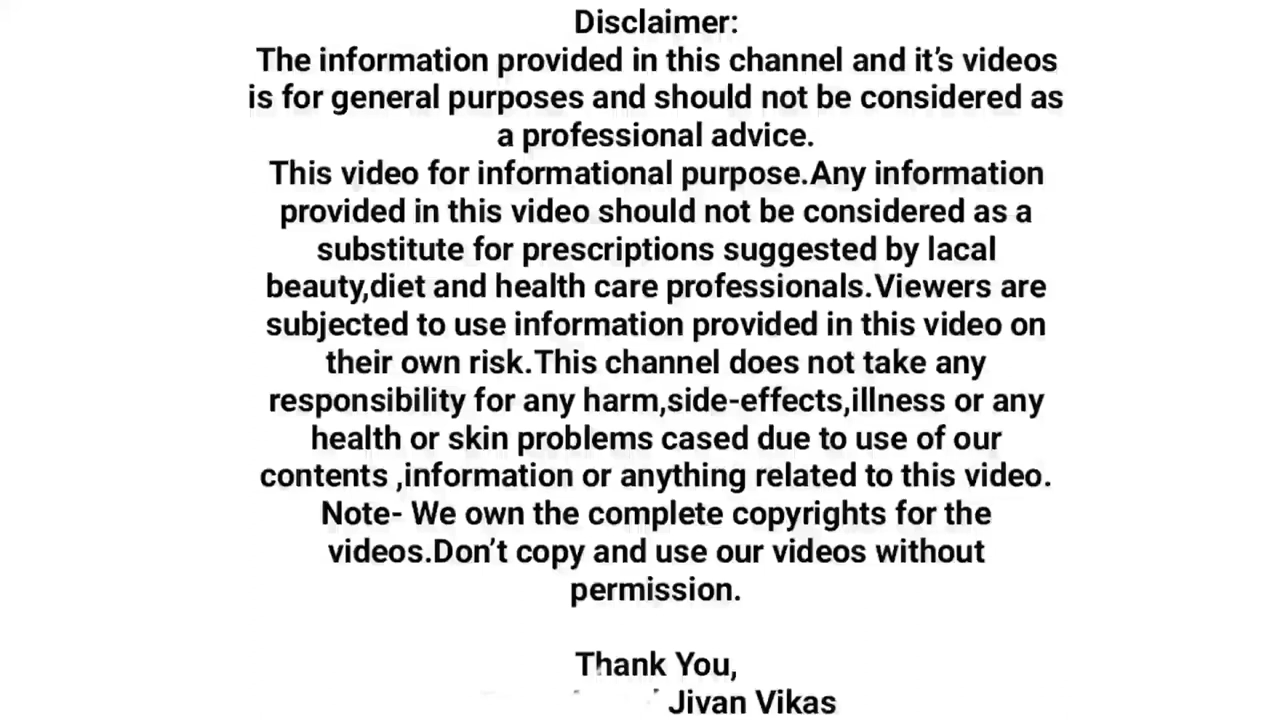 Disclaimer:
The information provided in this channel and it’s videos
is for general purposes and should not be considered as
a professional advice.
This video for informational purpose.Any information
provided in this video should not be considered as a
substitute for prescriptions suggested by lacal
beauty,diet and health care professionals.Viewers are
subjected to use information provided in this video on
their own risk.This channel does not take any
responsibility for any harm,side-effects,illness or any
health or skin problems cased due to use of our
contents ,information or anything related to this video.
Note- We own the complete copyrights for the
videos.Don’t copy and use our videos without
permission.
Thank You,
Jivan Vikas